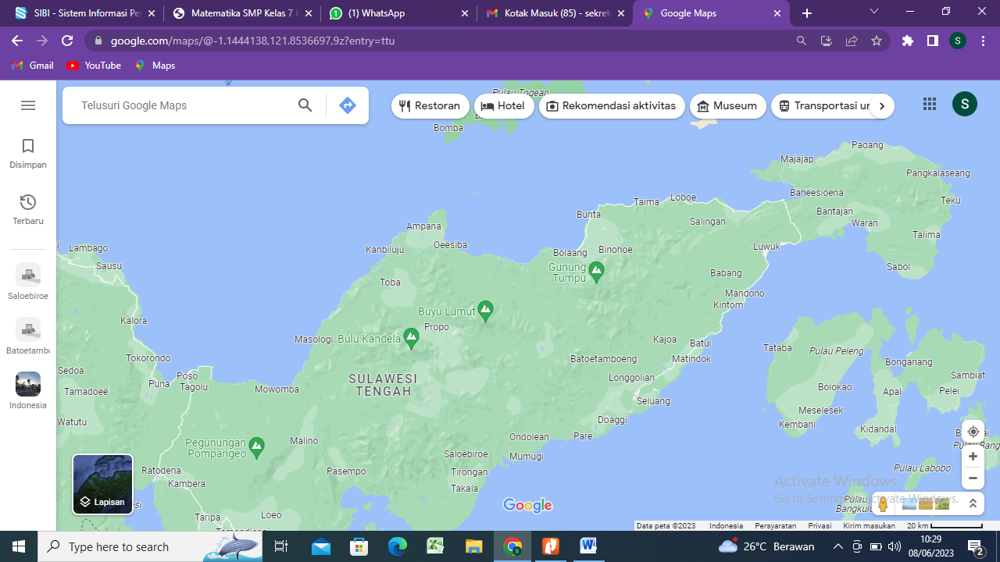 SIBI - Sistem Informasi Pe
Matematika SMP Kelas 7
(1) WhatsApp
Kotak Masuk (85) - sekret
Google Maps
google.com/maps/@-1.1444138,121.8536697,9z?entry=ttu
S
Gmail
YouTube
Maps
Telusuri Google Maps
Restoran
Hotel
Rekomendasi aktivitas
Museum
Transportasi um
S
Disimpan
Terbaru
Saloebiroe
Batoetambo
Indonesia
Pulau Togean
Bomba
Padang
Majajap
Pangkalaseang
Baheesioena
Teku
Loboe
Taima
Bunta
Bantajan
Waran
Salingan
Talima
Ampana
Oeesiba
Kanbiluju
Lambago
Sausu
Luwuk
Bolaang
Binohoe
Gunung
Tumpu
Babang
Sabol
Toba
Mandono
Kintom
Buyu Lumut
Kalora
Propo
Masologi
Bulu Kandela
Kajoa
Batui
Tataba
Pulau Peleng
Tokorondo
Batoetamboeng
Matindok
Bonganang
Sedoa
Poso
Puna
Tagolu
SULAWESI
TENGAH
Longgolian
Sambiat
Tamadoeë
Mowomba
Bolokao
Apal
Pelei
Seluang
Meselesek
Watutu
Doaggi
Kembani
Kidandal
Pegunungan
Pompangeo
Malino
Ondolean
Pare
Saloebiroe
Mumugi
Ratodena
Pasempo
Tirongan
Pulau Labobo
Kambera
Takala
Taripa
Loeo
Lapisan
Google
Activate Windows
Go to Settings to activate Windows.
Data peta ©2023
Indonesia
Persyaratan
Privasi
Kirim masukan
20 km
Type here to search
26°C Berawan
10:29
08/06/2023
2